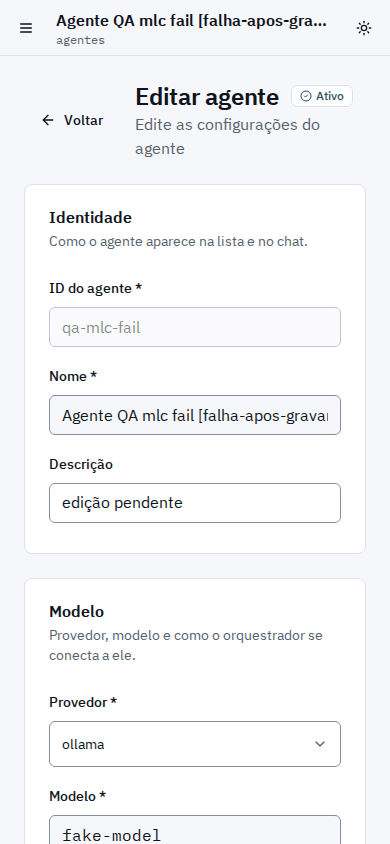 Agente QA mlc fail [falha-apos-gra...
agentes
Voltar
Editar agente
Ativo
Edite as configurações do
agente
Identidade
Como o agente aparece na lista e no chat.
ID do agente *
qa-mlc-fail
Nome *
Agente QA mlc fail [falha-apos-gravar
Descrição
edição pendente
Modelo
Provedor, modelo e como o orquestrador se
conecta a ele.
Provedor *
ollama
Modelo *
fake-model